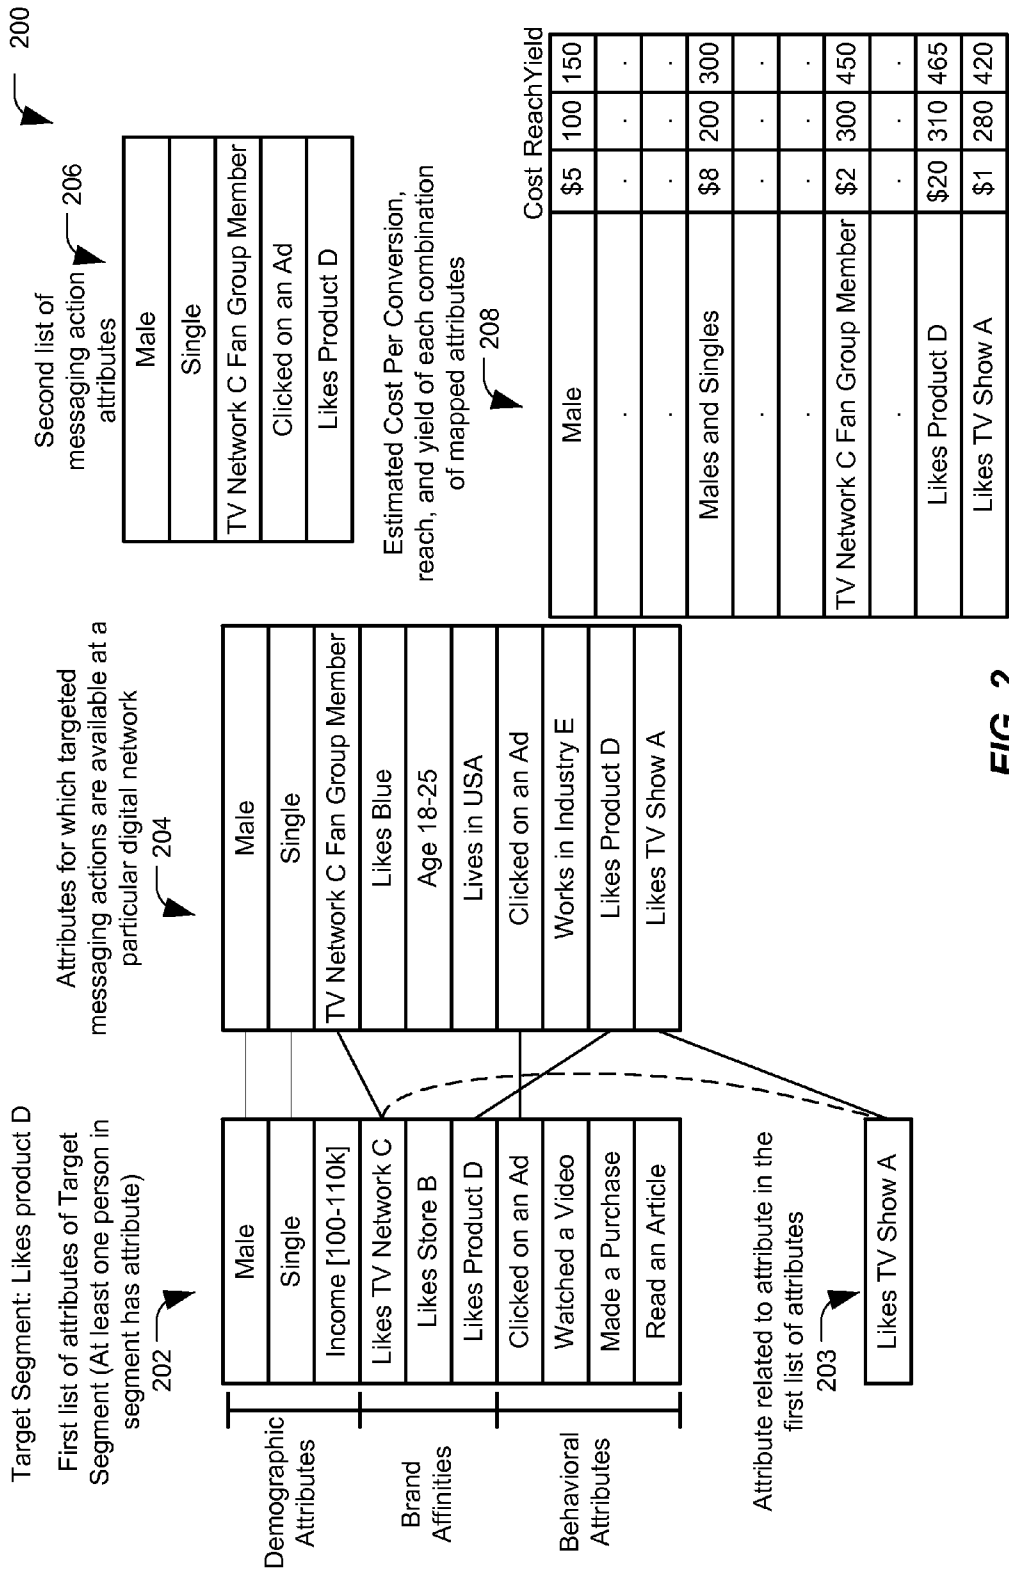 200
Target Segment: Likes product D
First list of attributes of Target
Segment (At least one person in
segment has attribute)
202
Demographic
Attributes
Brand
Affinities
Behavioral
Attributes
Male
Single
Income [100-110k]
Likes TV Network C
Likes Store B
Likes Product D
Clicked on an Ad
Watched a Video
Made a Purchase
Read an Article
Attribute related to attribute in the
first list of attributes
203
Likes TV Show A
Attributes for which targeted
messaging actions are available at a
particular digital network
204
Male
Single
TV Network C Fan Group Member
Likes Blue
Age 18-25
Lives in USA
Clicked on an Ad
Works in Industry E
Likes Product D
Likes TV Show A
Second list of
messaging action
attributes
206
Male
Single
TV Network C Fan Group Member
Clicked on an Ad
Likes Product D
Estimated Cost Per Conversion,
reach, and yield of each combination
of mapped attributes
208
Cost Reach Yield
Male $5 100 150
. . . .
. . . .
Males and Singles $8 200 300
. . . .
. . . .
TV Network C Fan Group Member $2 300 450
. . . .
Likes Product D $20 310 465
Likes TV Show A $1 280 420
FIG. 2